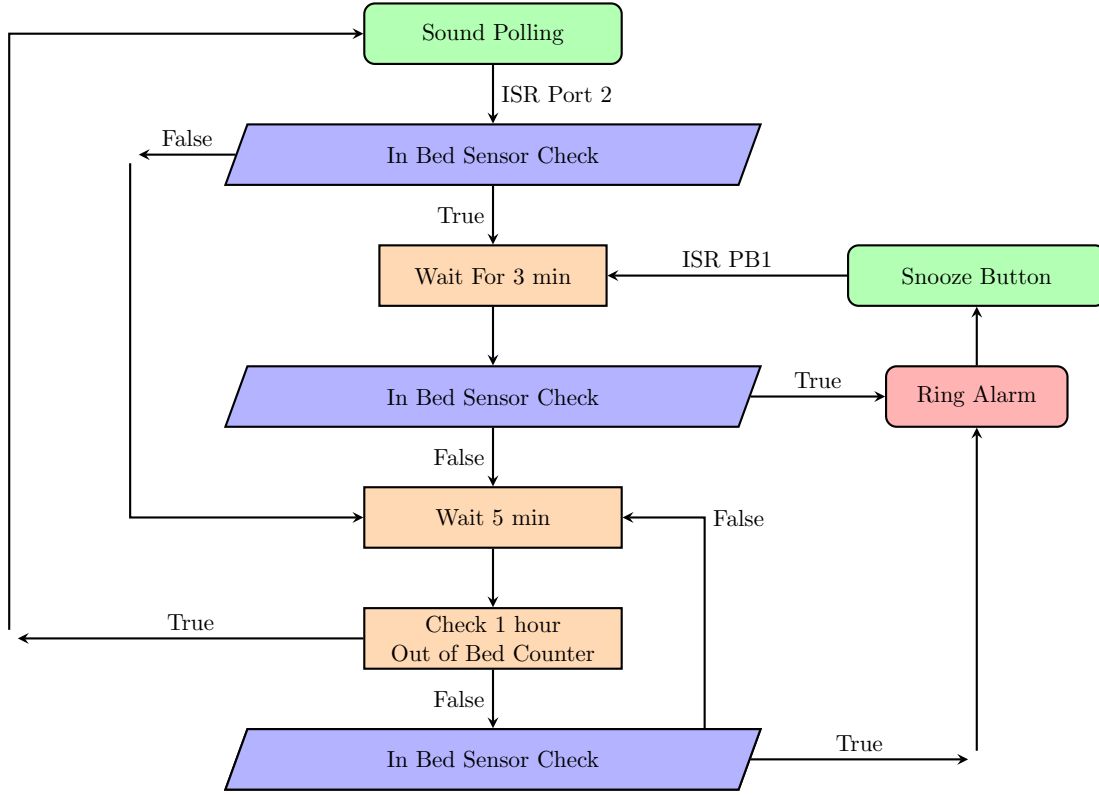 Sound Polling
ISR Port 2
False
In Bed Sensor Check
True
Wait For 3 min
ISR PB1
Snooze Button
In Bed Sensor Check
True
Ring Alarm
False
Wait 5 min
False
True
Check 1 hour
Out of Bed Counter
False
In Bed Sensor Check
True